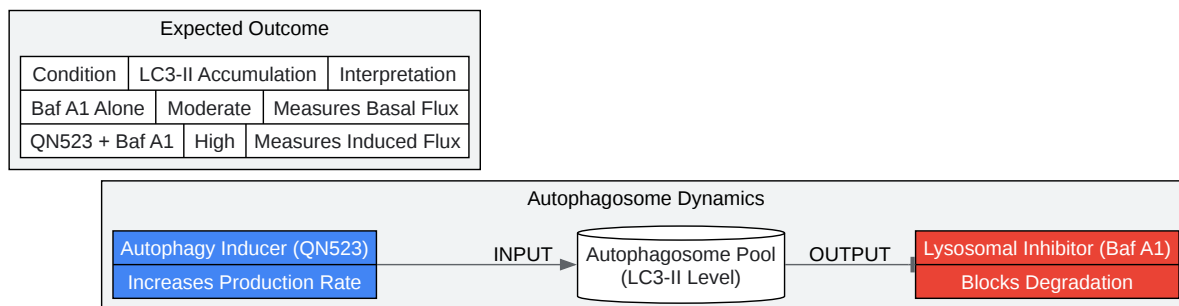 Expected Outcome
Condition LC3-II Accumulation Interpretation
Baf A1 Alone Moderate Measures Basal Flux
QN523 + Baf A1 High Measures Induced Flux
Autophagosome Dynamics
Autophagy Inducer (QN523)
Increases Production Rate
INPUT
Autophagosome Pool
(LC3-II Level)
OUTPUT
Lysosomal Inhibitor (Baf A1)
Blocks Degradation